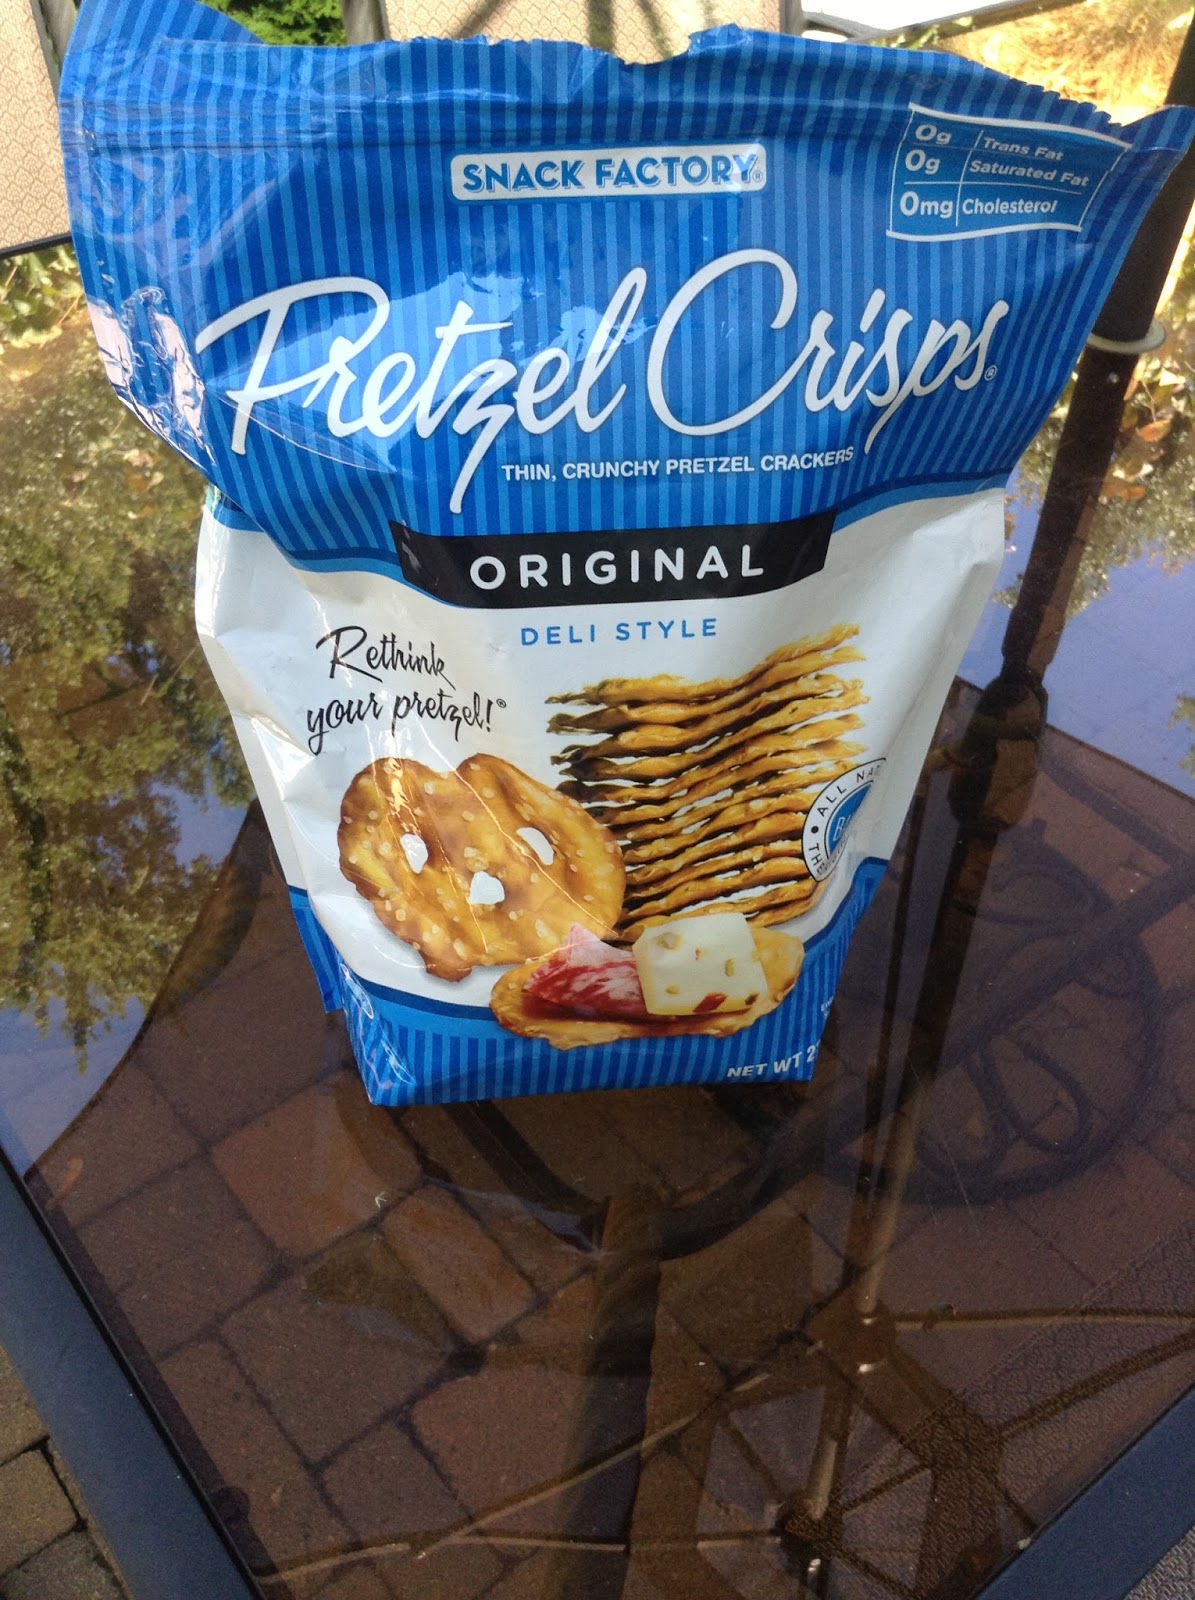 SNACK FACTORY®
0g Trans Fat
0g Saturated Fat
0mg Cholesterol
Pretzel Crisps®
THIN, CRUNCHY PRETZEL CRACKERS
ORIGINAL
DELI STYLE
Rethink
your pretzel!®
ALL
NET WT